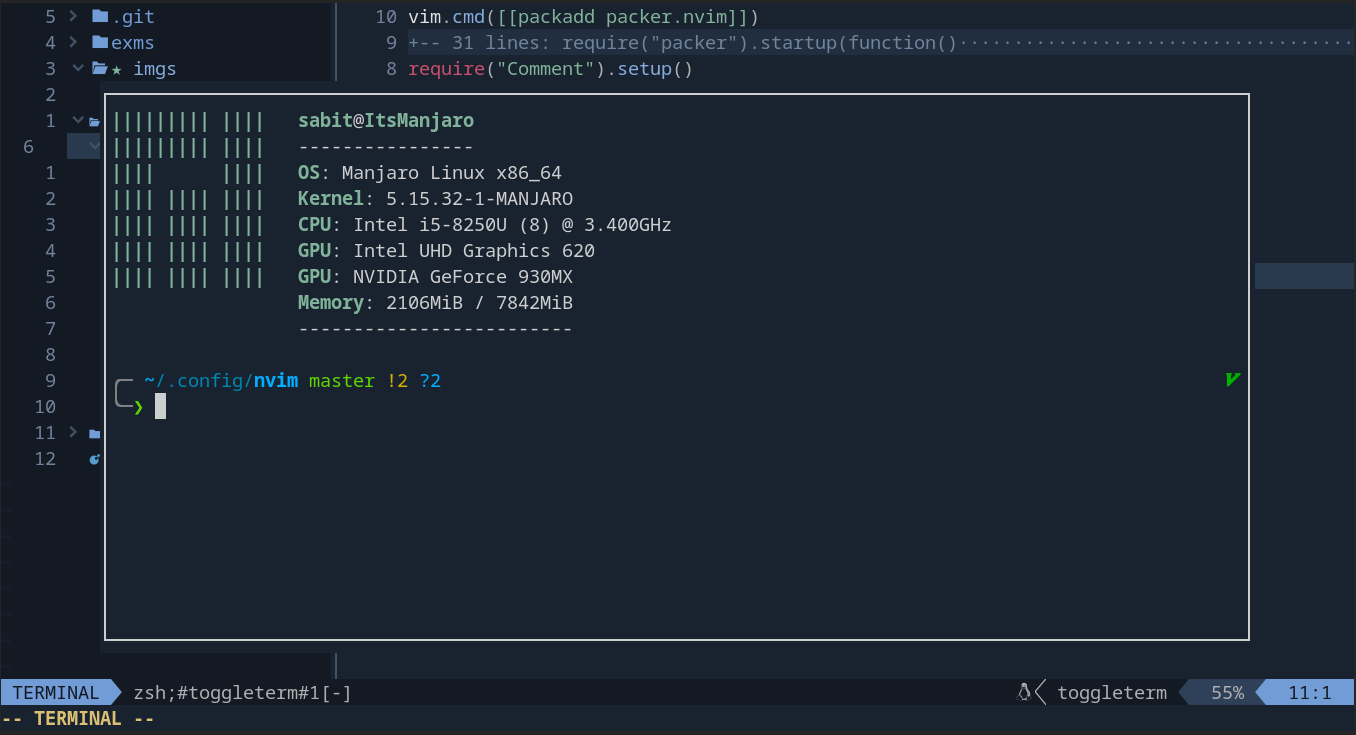 5 .git
4 exms
3 ★ imgs
2
1
6
1
2
3
4
5
6
7
8
9
10
11
12
10 vim.cmd([[packadd packer.nvim]])
9 +-- 31 lines: require("packer").startup(function()····································
8 require("Comment").setup()
sabit@ItsManjaro
----------------
OS: Manjaro Linux x86_64
Kernel: 5.15.32-1-MANJARO
CPU: Intel i5-8250U (8) @ 3.400GHz
GPU: Intel UHD Graphics 620
GPU: NVIDIA GeForce 930MX
Memory: 2106MiB / 7842MiB
-------------------------
~/.config/nvim master !2 ?2
❯
TERMINAL zsh;#toggleterm#1[-] toggleterm 55% 11:1
-- TERMINAL --